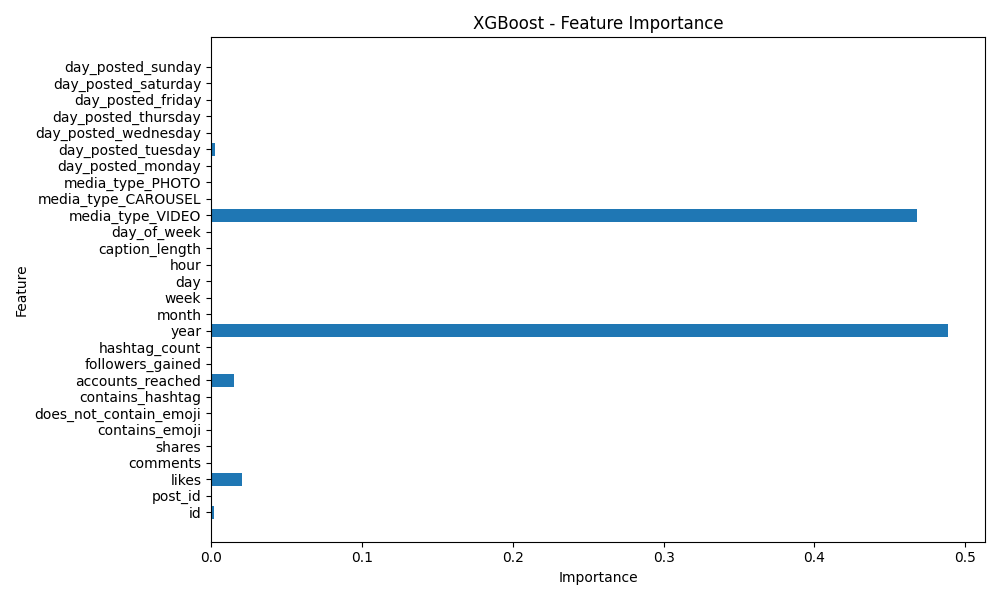 XGBoost - Feature Importance
Feature
day_posted_sunday
day_posted_saturday
day_posted_friday
day_posted_thursday
day_posted_wednesday
day_posted_tuesday
day_posted_monday
media_type_PHOTO
media_type_CAROUSEL
media_type_VIDEO
day_of_week
caption_length
hour
day
week
month
year
hashtag_count
followers_gained
accounts_reached
contains_hashtag
does_not_contain_emoji
contains_emoji
shares
comments
likes
post_id
id
0.0 0.1 0.2 0.3 0.4 0.5
Importance